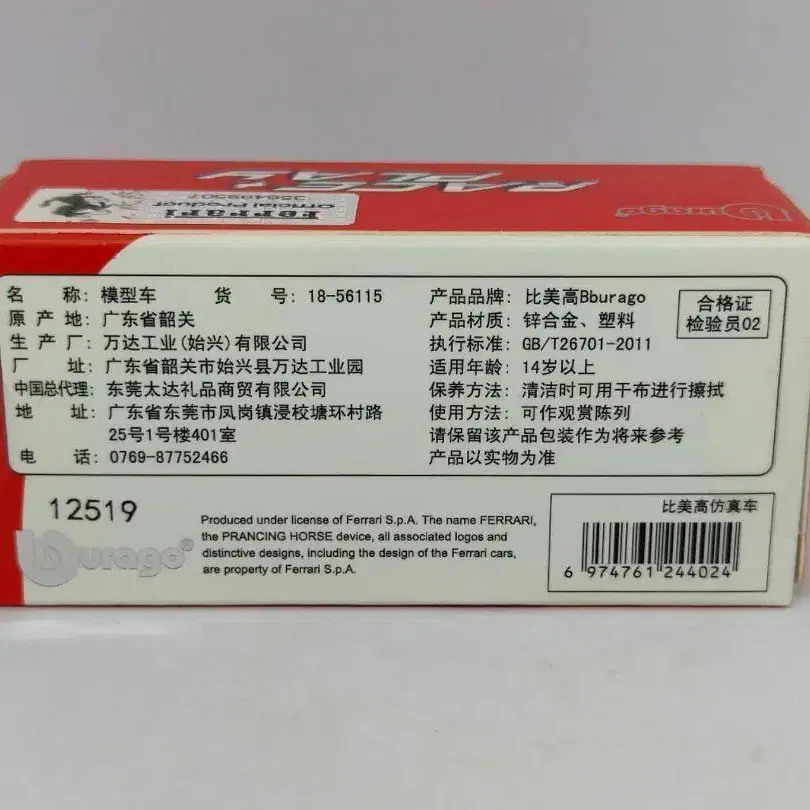 RACE & PLAY
Ferrari
Official Product
Burago
名 称: 模型车 货 号: 18-56115
原 产 地: 广东省韶关
生 产 厂: 万达工业(始兴)有限公司
厂 址: 广东省韶关市始兴县万达工业园
中国总代理: 东莞太达礼品商贸有限公司
地 址: 广东省东莞市凤岗镇浸校塘环村路
25号1号楼401室
电 话: 0769-87752466
产品品牌: 比美高Bburago
产品材质: 锌合金、塑料
执行标准: GB/T26701-2011
适用年龄: 14岁以上
保养方法: 清洁时可用干布进行擦拭
使用方法: 可作观赏陈列
请保留该产品包装作为将来参考
产品以实物为准
合格证
检验员02
12519
Burago
Produced under license of Ferrari S.p.A. The name FERRARI,
the PRANCING HORSE device, all associated logos and
distinctive designs, including the design of the Ferrari cars,
are property of Ferrari S.p.A.
比美高仿真车
6 974761 244024